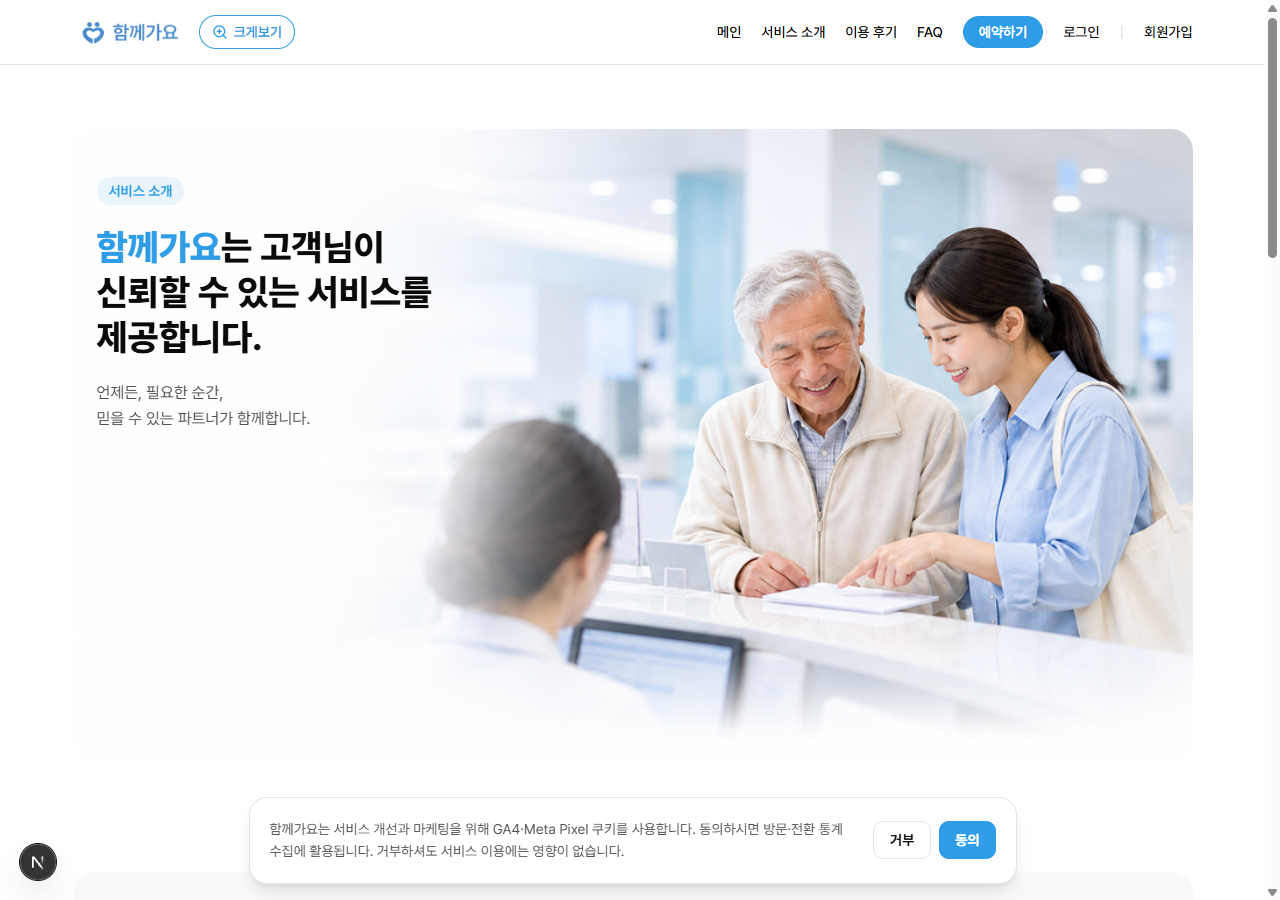 함께가요
크게보기
메인
서비스 소개
이용 후기
FAQ
예약하기
로그인
회원가입
서비스 소개
함께가요는 고객님이
신뢰할 수 있는 서비스를
제공합니다.
언제든, 필요한 순간,
믿을 수 있는 파트너가 함께합니다.
함께가요는 서비스 개선과 마케팅을 위해 GA4·Meta Pixel 쿠키를 사용합니다. 동의하시면 방문·전환 통계
수집에 활용됩니다. 거부하셔도 서비스 이용에는 영향이 없습니다.
거부
동의
N